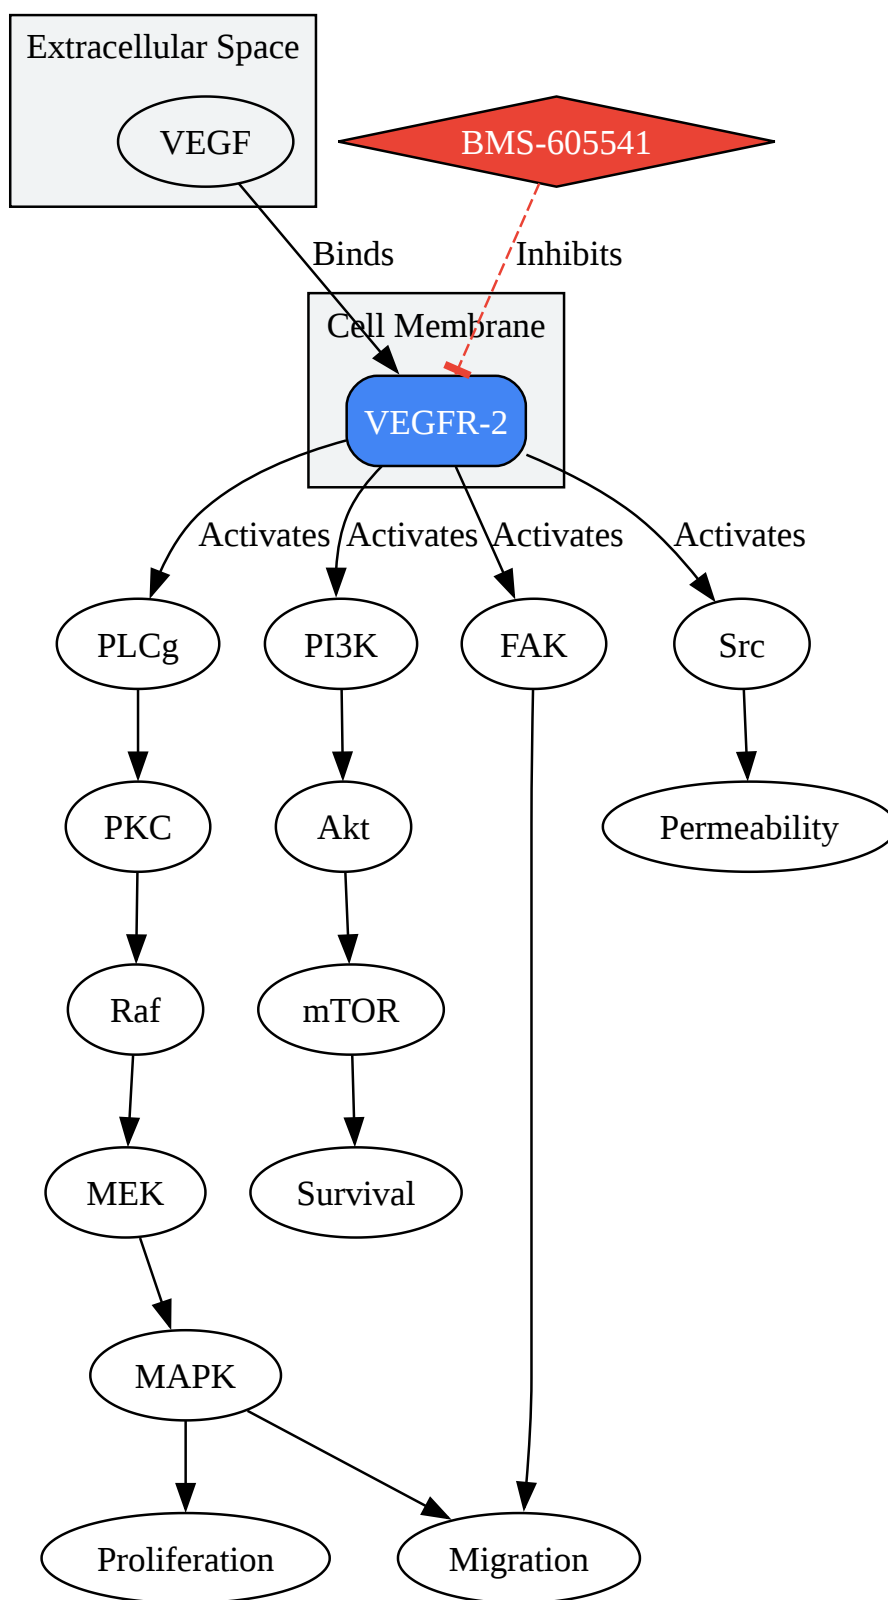 Extracellular Space
VEGF
BMS-605541
Binds
Inhibits
Cell Membrane
VEGFR-2
Activates
Activates
Activates
Activates
PLCg
PI3K
FAK
Src
PKC
Akt
Permeability
Raf
mTOR
MEK
Survival
MAPK
Proliferation
Migration